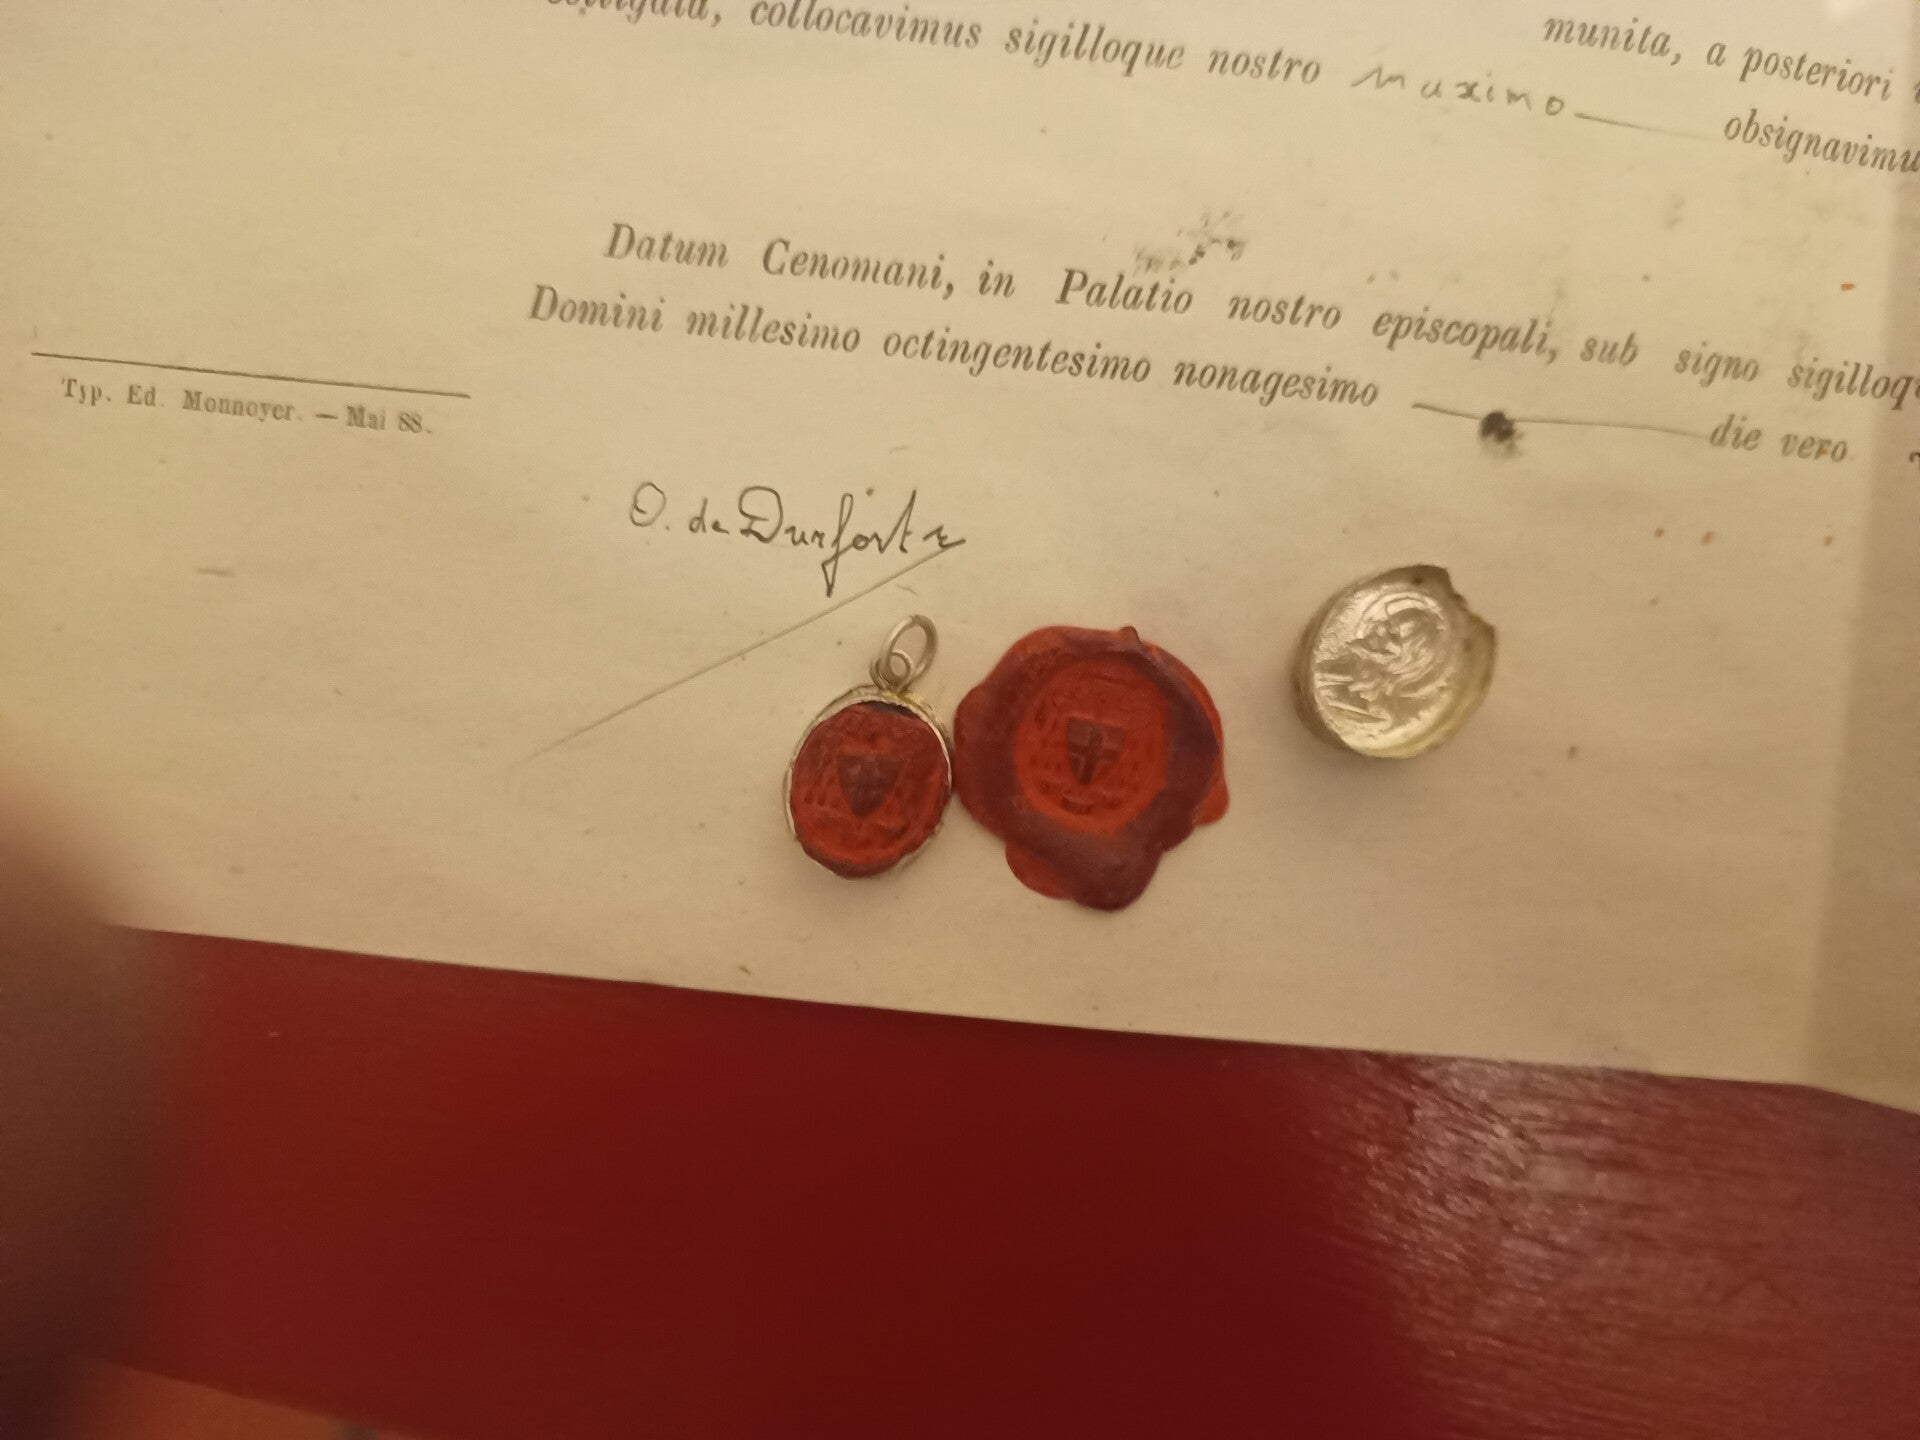 collocavimus sigilloque nostro maximo munita, a posteriori
obsignavimu
Datum Cenomani, in Palatio nostro episcopali, sub signo sigilloqu
Domini millesimo octingentesimo nonagesimo die vero
Typ. Ed. Monnoyer. — Mai 88.
O. de Durfort